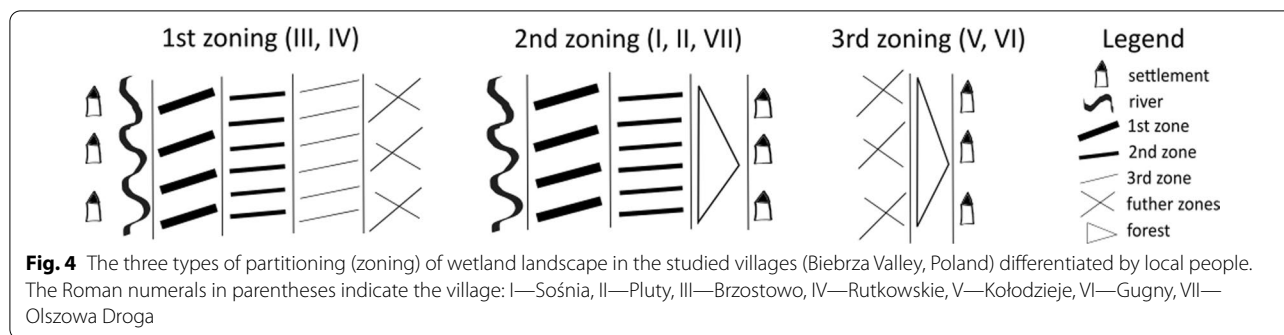 1st zoning (III, IV)
2nd zoning (I, II, VII)
3rd zoning (V, VI)
Legend
settlement
river
1st zone
2nd zone
3rd zone
futher zones
forest
Fig. 4 The three types of partitioning (zoning) of wetland landscape in the studied villages (Biebrza Valley, Poland) differentiated by local people.
The Roman numerals in parentheses indicate the village: I—Sośnia, II—Pluty, III—Brzostowo, IV—Rutkowskie, V—Kołodzieje, VI—Gugny, VII—
Olszowa Droga